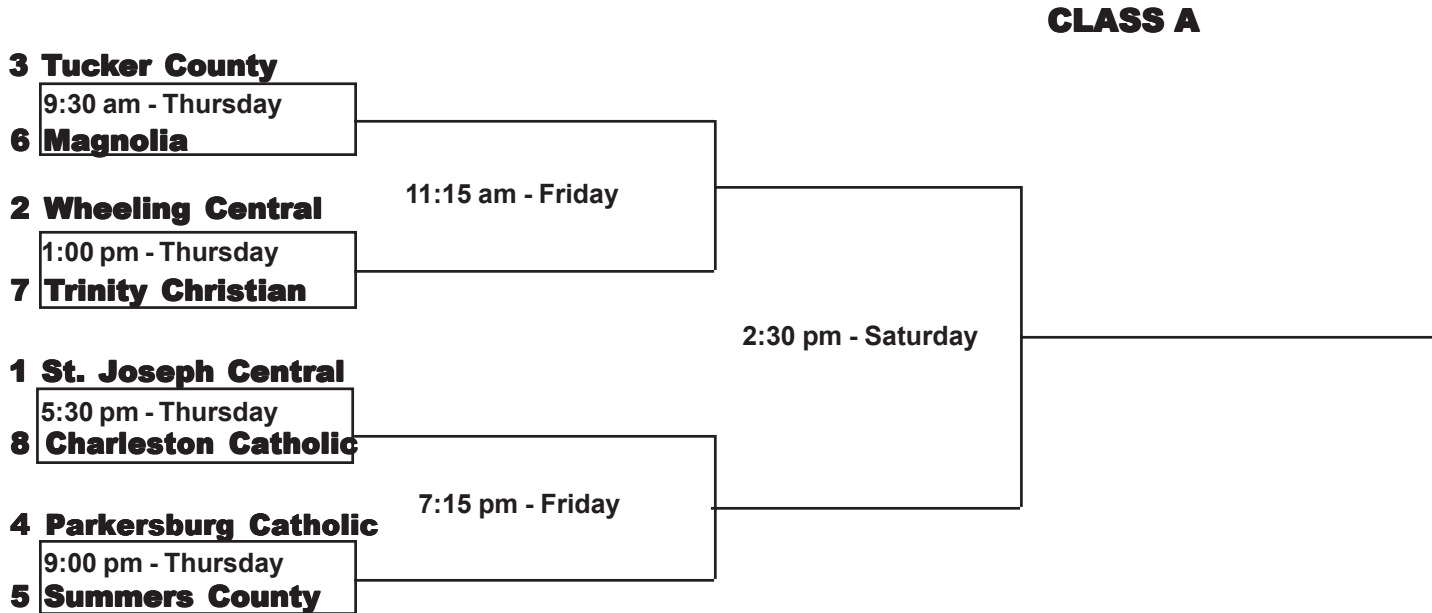 CLASS A
3 Tucker County
9:30 am - Thursday
6 Magnolia
11:15 am - Friday
2 Wheeling Central
1:00 pm - Thursday
7 Trinity Christian
2:30 pm - Saturday
1 St. Joseph Central
5:30 pm - Thursday
8 Charleston Catholic
7:15 pm - Friday
4 Parkersburg Catholic
9:00 pm - Thursday
5 Summers County